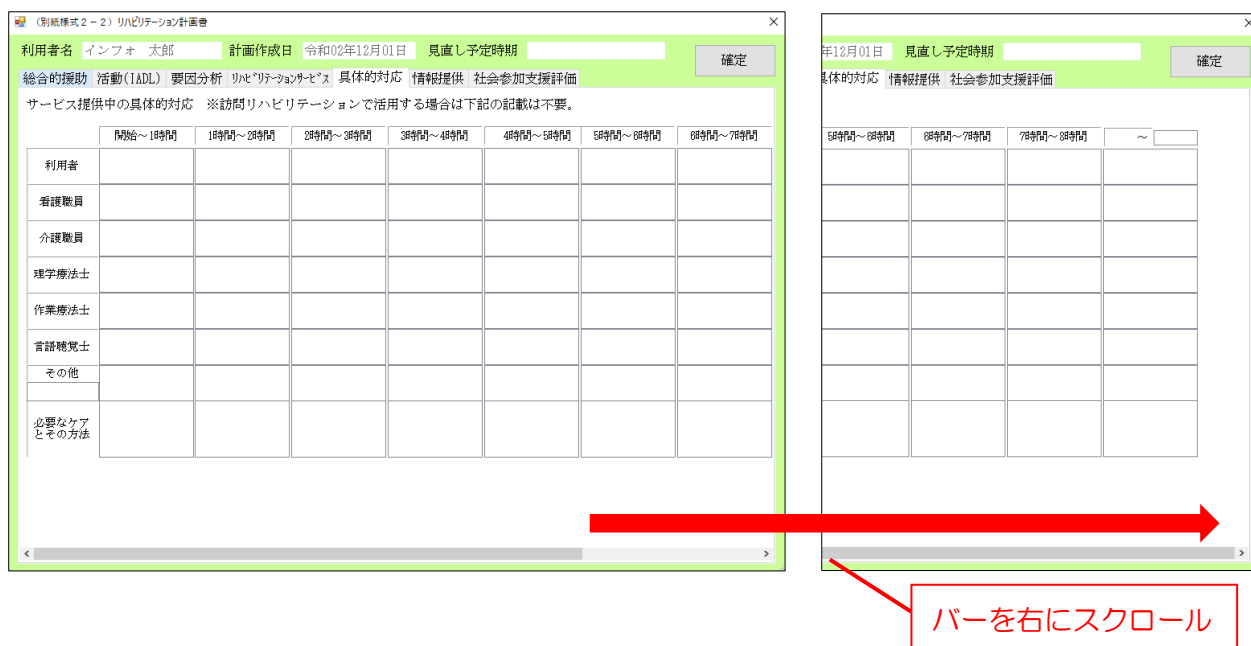 （別紙様式２－２）リハビリテーション計画書
利用者名 インフォ 太郎 計画作成日 令和02年12月01日 見直し予定時期
確定
総合的援助 活動(IADL) 要因分析 ﾘﾊﾋﾞﾘﾃｰｼｮﾝｻｰﾋﾞｽ 具体的対応 情報提供 社会参加支援評価
サービス提供中の具体的対応 ※訪問リハビリテーションで活用する場合は下記の記載は不要。
開始～1時間 1時間～2時間 2時間～3時間 3時間～4時間 4時間～5時間 5時間～6時間 6時間～7時間
利用者
看護職員
介護職員
理学療法士
作業療法士
言語聴覚士
その他
必要なケア
とその方法
年12月01日 見直し予定時期
確定
具体的対応 情報提供 社会参加支援評価
5時間～6時間 6時間～7時間 7時間～8時間 ～
バーを右にスクロール